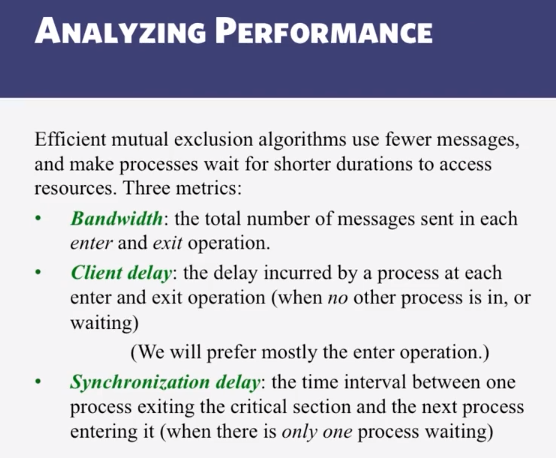 ANALYZING PERFORMANCE
Efficient mutual exclusion algorithms use fewer messages,
and make processes wait for shorter durations to access
resources. Three metrics:
• Bandwidth: the total number of messages sent in each
enter and exit operation.
• Client delay: the delay incurred by a process at each
enter and exit operation (when no other process is in, or
waiting)
(We will prefer mostly the enter operation.)
• Synchronization delay: the time interval between one
process exiting the critical section and the next process
entering it (when there is only one process waiting)